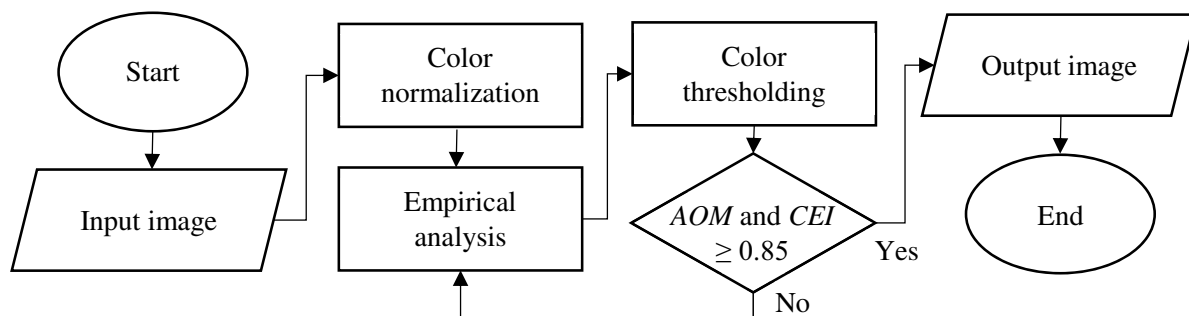 Start
Input image
Color
normalization
Empirical
analysis
Color
thresholding
AOM and CEI
≥ 0.85
Yes
No
Output image
End